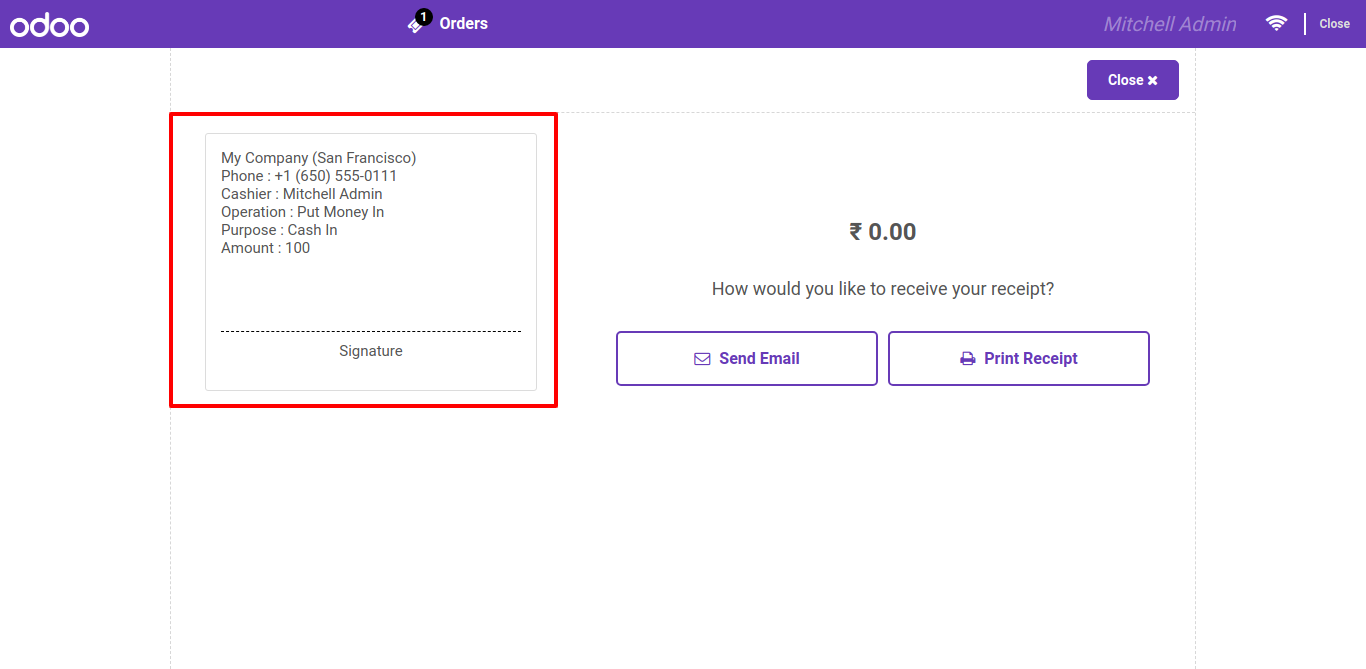 odoo
1
Orders
Mitchell Admin
Close
Close ✖
My Company (San Francisco)
Phone : +1 (650) 555-0111
Cashier : Mitchell Admin
Operation : Put Money In
Purpose : Cash In
Amount : 100
Signature
₹ 0.00
How would you like to receive your receipt?
Send Email
Print Receipt